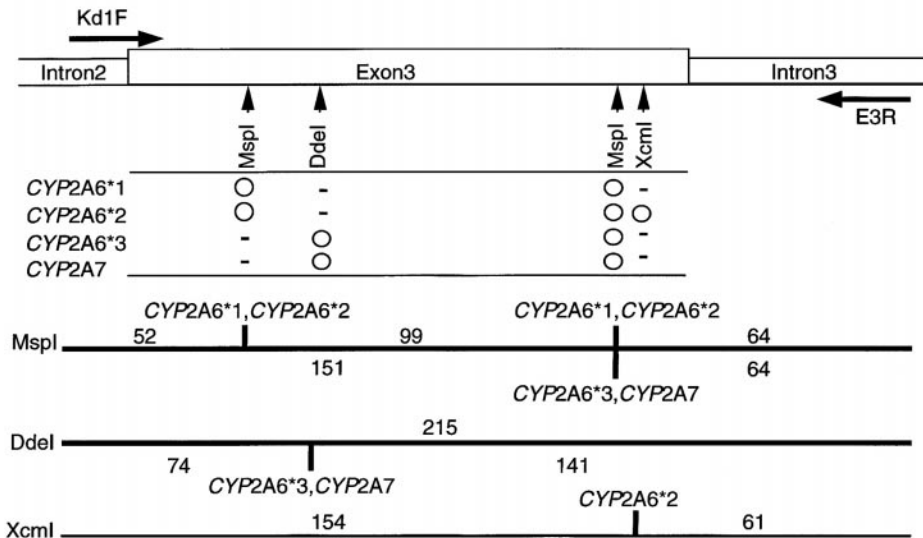 Kd1F
Intron2 Exon3 Intron3
E3R
MspI DdeI MspI XcmI
CYP2A6*1 - -
CYP2A6*2 -
CYP2A6*3 - -
CYP2A7 - -
CYP2A6*1,CYP2A6*2 CYP2A6*1,CYP2A6*2
52 99 64
MspI
151 64
CYP2A6*3,CYP2A7
215
DdeI
74 141
CYP2A6*3,CYP2A7 CYP2A6*2
154 61
XcmI